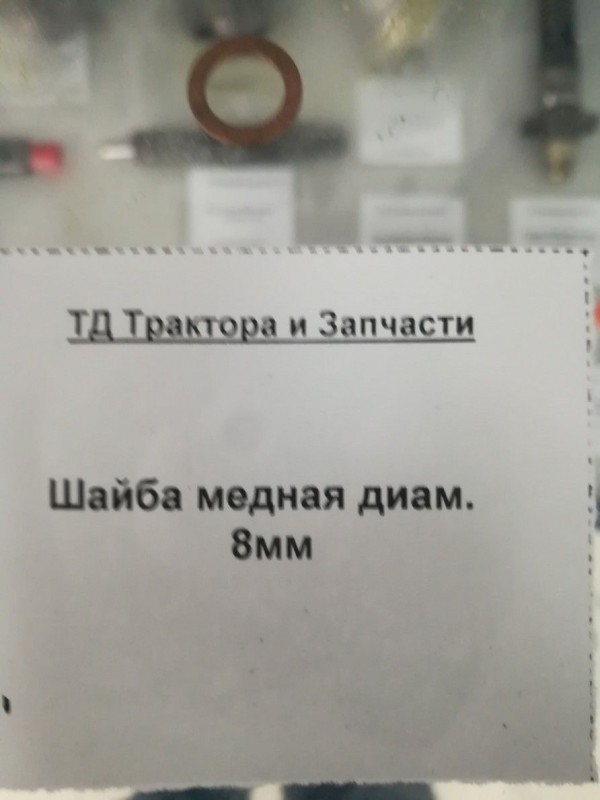 ТД Трактора и Запчасти
Шайба медная диам.
8мм